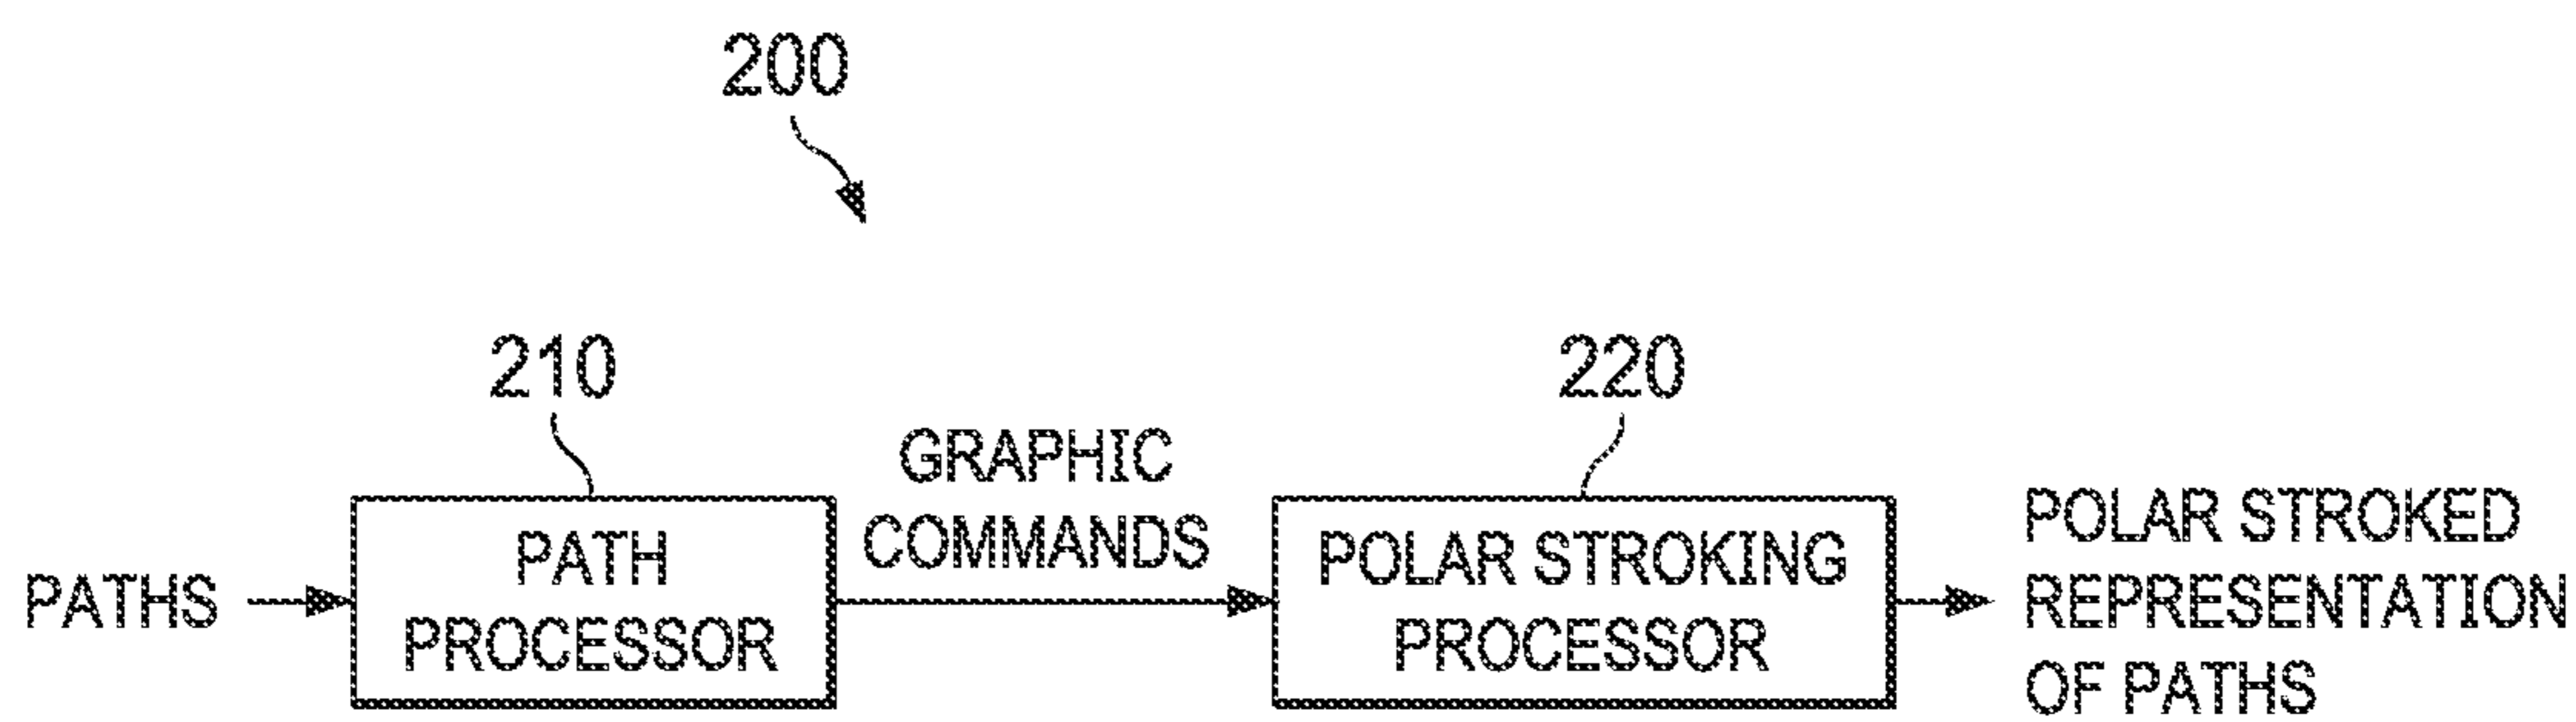 200
210
220
PATHS
PATH
PROCESSOR
GRAPHIC
COMMANDS
POLAR STROKING
PROCESSOR
POLAR STROKED
REPRESENTATION
OF PATHS